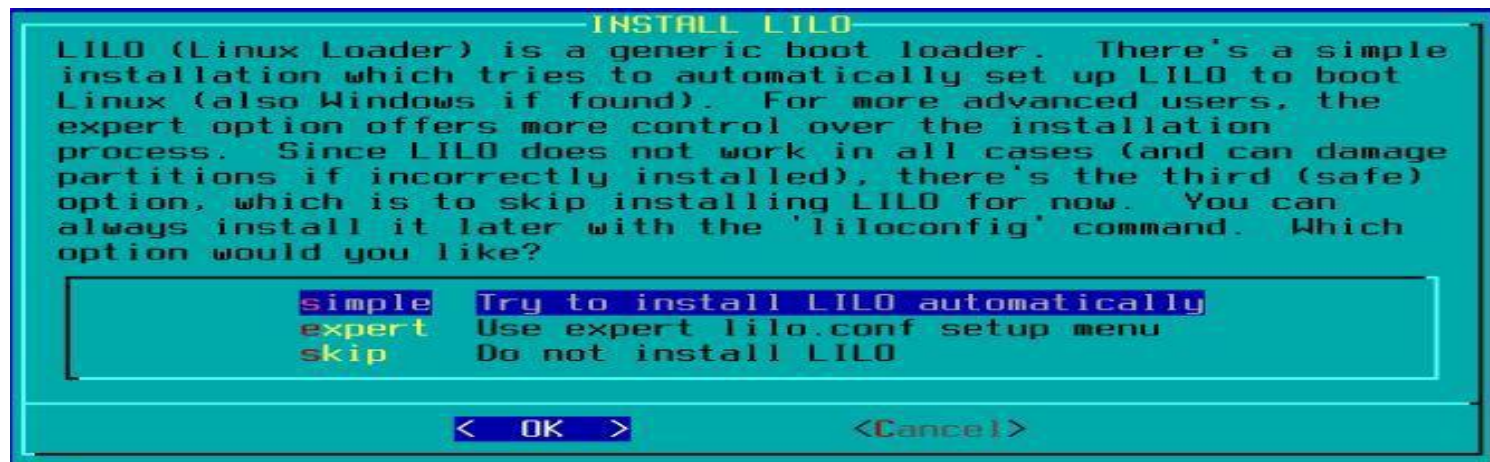 INSTALL LILO
LILO (Linux Loader) is a generic boot loader.  There's a simple
installation which tries to automatically set up LILO to boot
Linux (also Windows if found).  For more advanced users, the
expert option offers more control over the installation
process.  Since LILO does not work in all cases (and can damage
partitions if incorrectly installed), there's the third (safe)
option, which is to skip installing LILO for now.  You can
always install it later with the 'liloconfig' command.  Which
option would you like?
simple  Try to install LILO automatically
expert  Use expert lilo.conf setup menu
skip    Do not install LILO
<  OK  >  <Cancel>